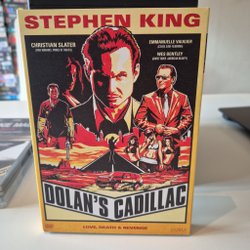 STEPHEN KING
CHRISTIAN SLATER
EMMANUELLE VAUGIER
WES BENTLEY
DOLAN'S CADILLAC
LOVE, DEATH & REVENGE